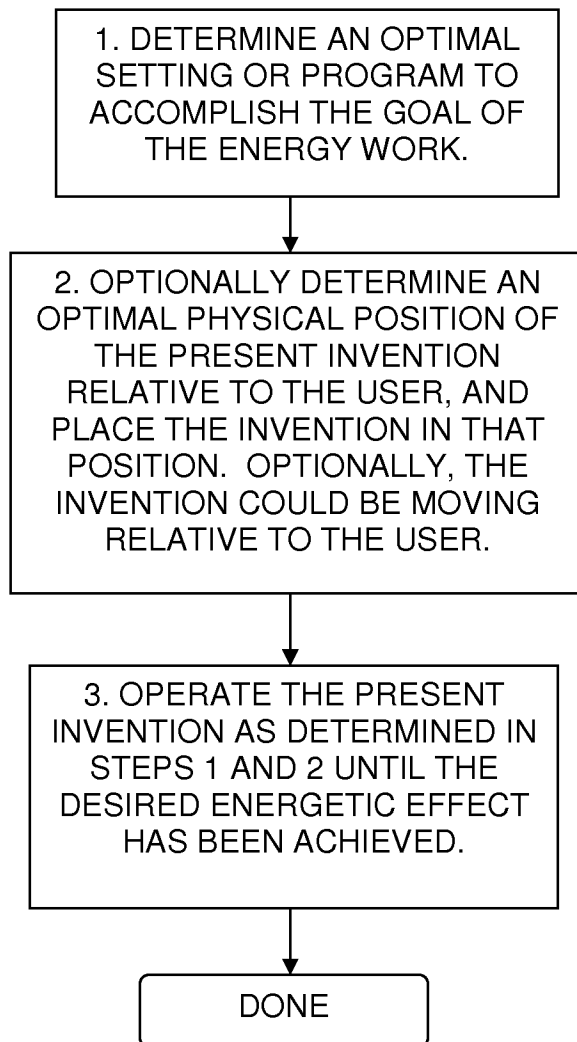 1. DETERMINE AN OPTIMAL
SETTING OR PROGRAM TO
ACCOMPLISH THE GOAL OF
THE ENERGY WORK.
2. OPTIONALLY DETERMINE AN
OPTIMAL PHYSICAL POSITION OF
THE PRESENT INVENTION
RELATIVE TO THE USER, AND
PLACE THE INVENTION IN THAT
POSITION.  OPTIONALLY, THE
INVENTION COULD BE MOVING
RELATIVE TO THE USER.
3. OPERATE THE PRESENT
INVENTION AS DETERMINED IN
STEPS 1 AND 2 UNTIL THE
DESIRED ENERGETIC EFFECT
HAS BEEN ACHIEVED.
DONE